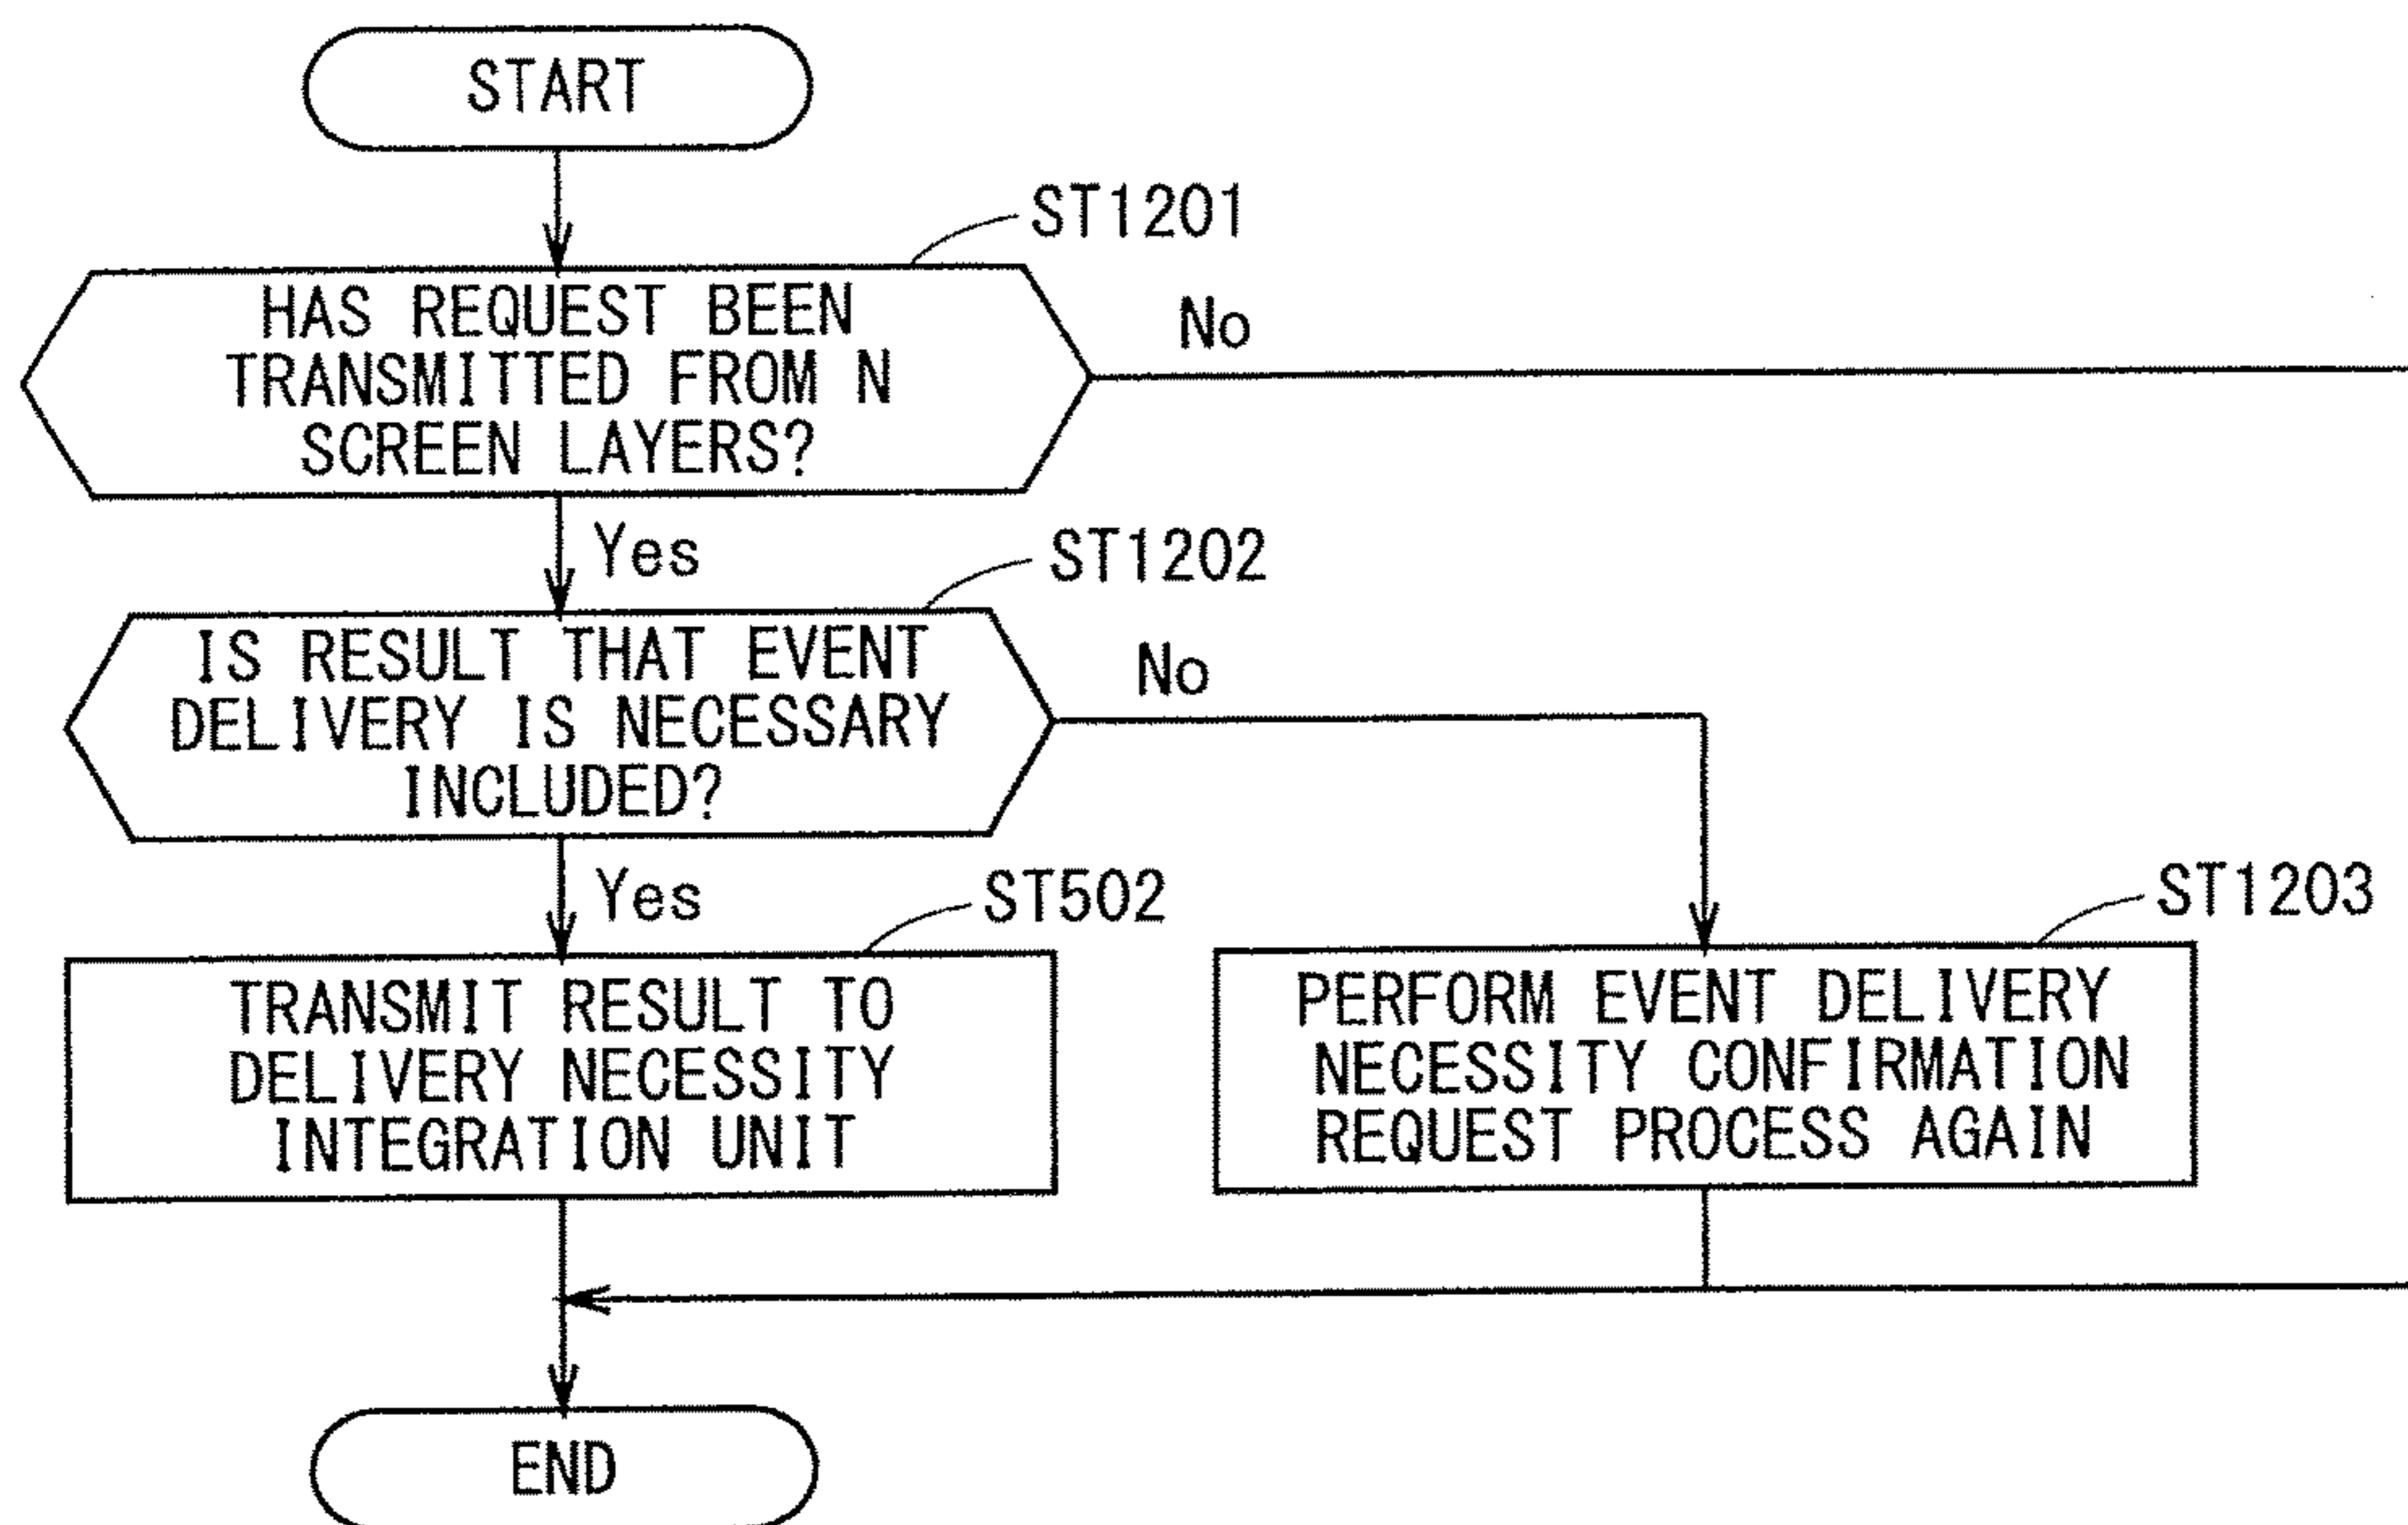 START
ST1201
HAS REQUEST BEEN
TRANSMITTED FROM N
SCREEN LAYERS?
No
Yes
ST1202
IS RESULT THAT EVENT
DELIVERY IS NECESSARY
INCLUDED?
No
Yes
ST502
TRANSMIT RESULT TO
DELIVERY NECESSITY
INTEGRATION UNIT
ST1203
PERFORM EVENT DELIVERY
NECESSITY CONFIRMATION
REQUEST PROCESS AGAIN
END